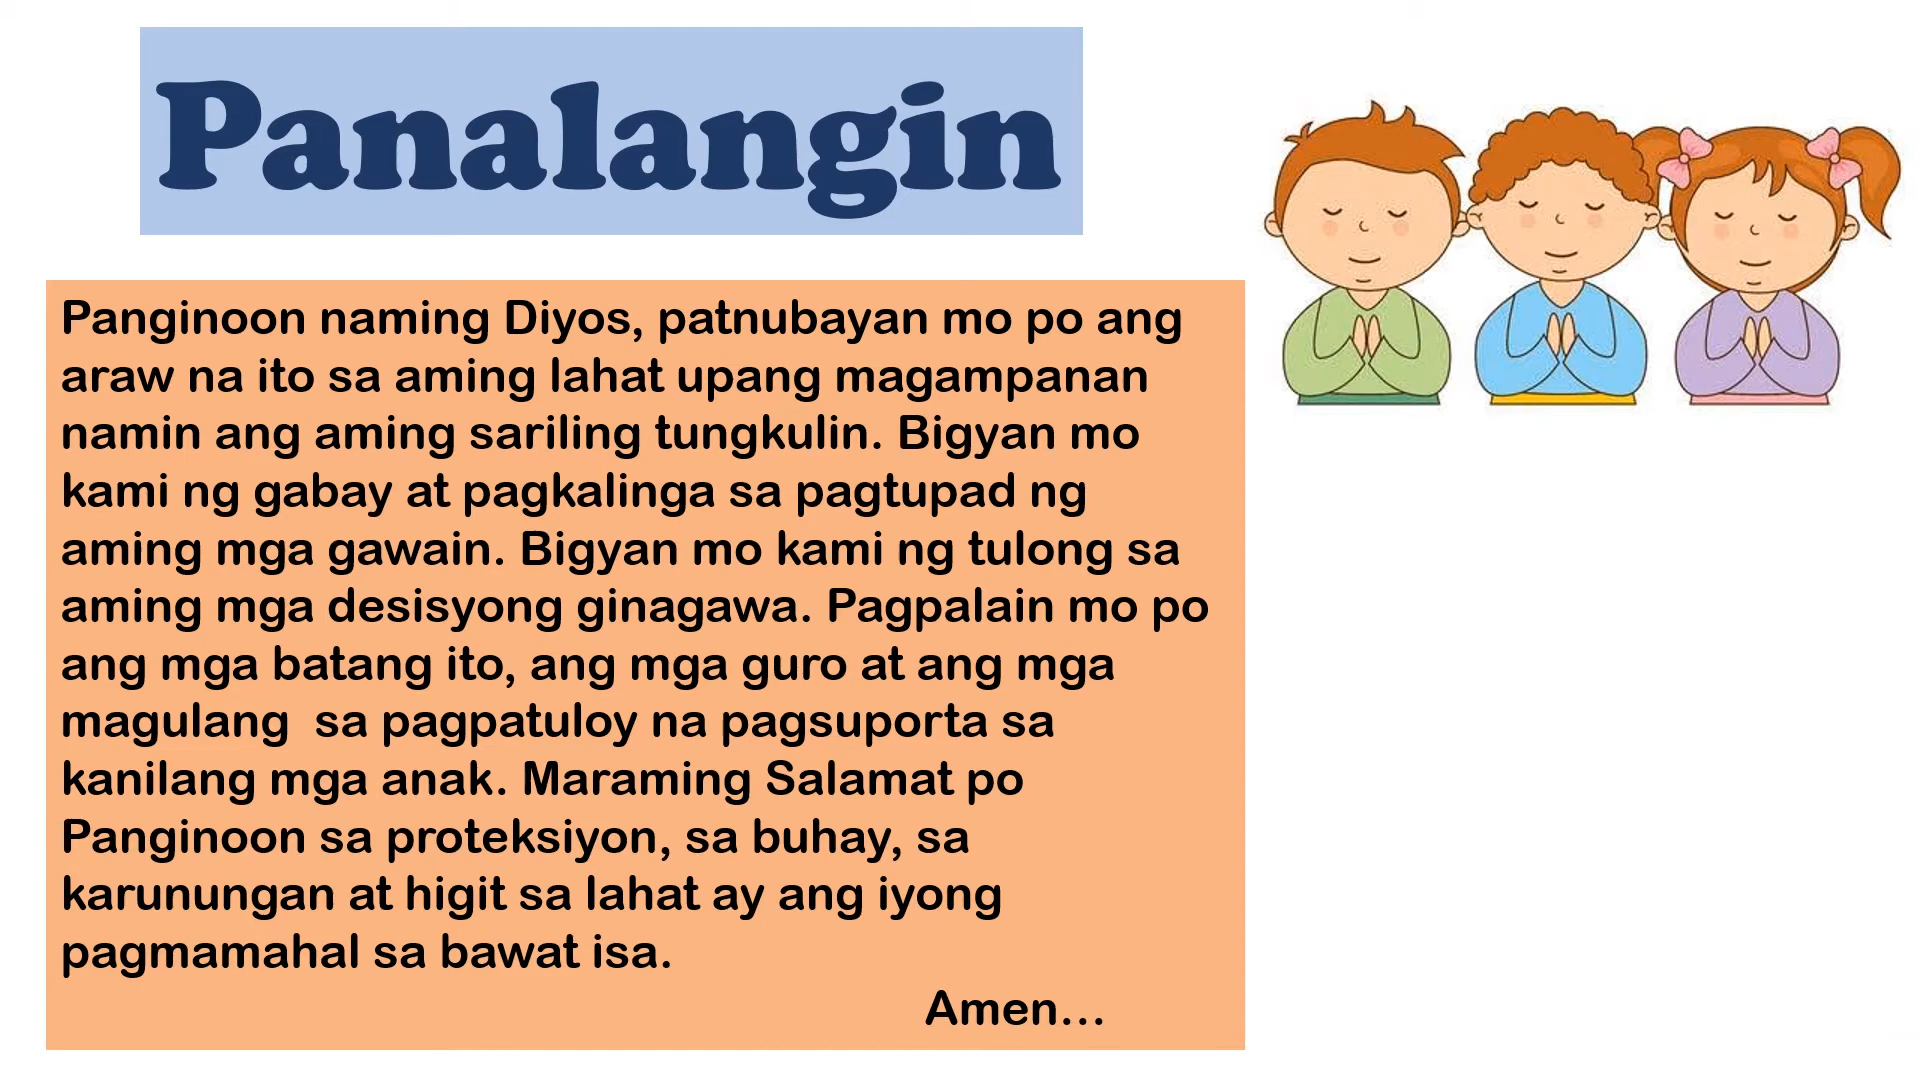 Panalangin
Panginoon naming Diyos, patnubayan mo po ang
araw na ito sa aming lahat upang magampanan
namin ang aming sariling tungkulin. Bigyan mo
kami ng gabay at pagkalinga sa pagtupad ng
aming mga gawain. Bigyan mo kami ng tulong sa
aming mga desisyong ginagawa. Pagpalain mo po
ang mga batang ito, ang mga guro at ang mga
magulang  sa pagpatuloy na pagsuporta sa
kanilang mga anak. Maraming Salamat po
Panginoon sa proteksiyon, sa buhay, sa
karunungan at higit sa lahat ay ang iyong
pagmamahal sa bawat isa.
Amen…